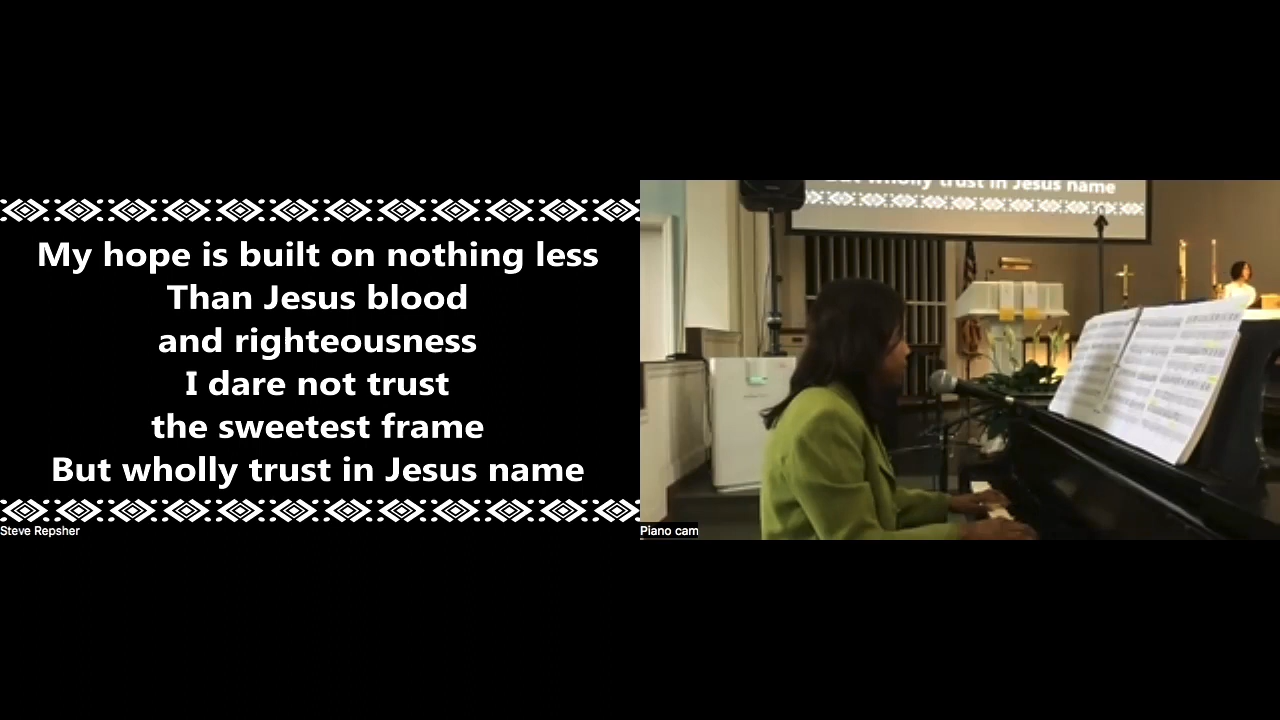 My hope is built on nothing less
Than Jesus blood
and righteousness
I dare not trust
the sweetest frame
But wholly trust in Jesus name
Steve Repsher
But wholly trust in Jesus name
Piano cam